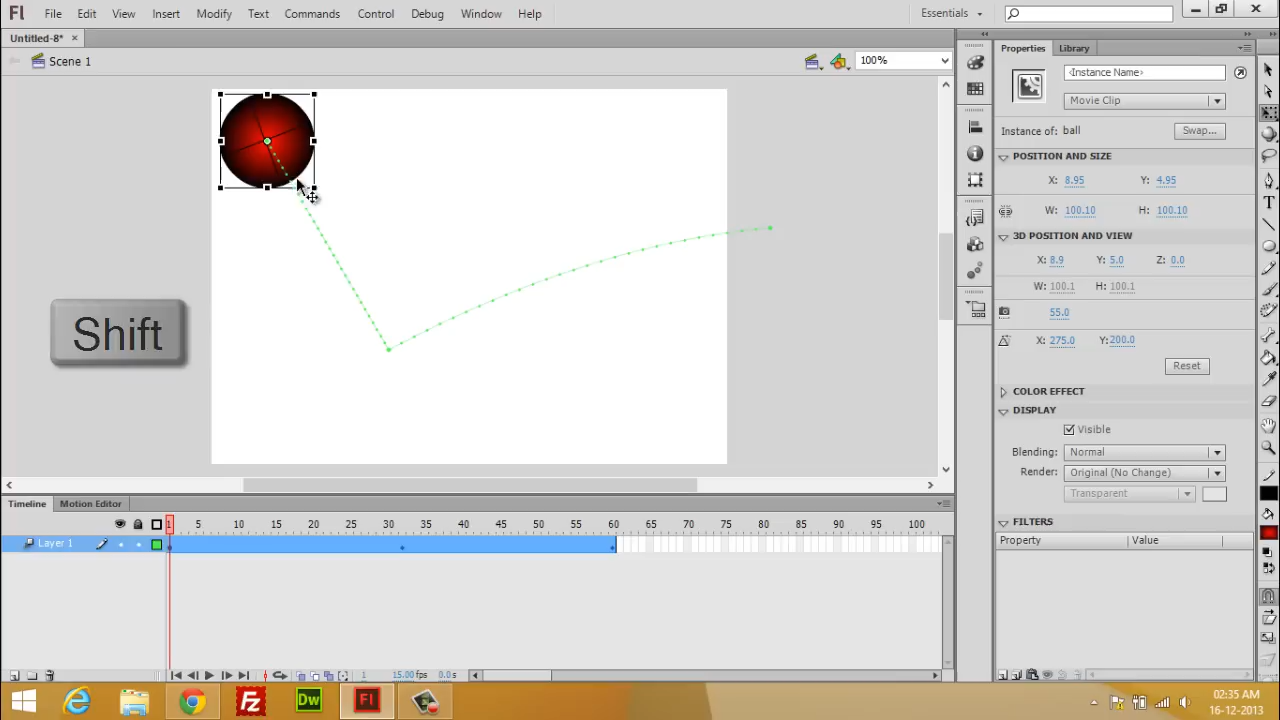 Fl File Edit View Insert Modify Text Commands Control Debug Window Help Essentials
Untitled-8* ×
Scene 1 100%
Properties Library
<Instance Name>
Movie Clip
Instance of: ball Swap...
POSITION AND SIZE
X: 8.95 Y: 4.95
W: 100.10 H: 100.10
3D POSITION AND VIEW
X: 8.9 Y: 5.0 Z: 0.0
W: 100.1 H: 100.1
55.0
X: 275.0 Y: 200.0
Reset
COLOR EFFECT
DISPLAY
Visible
Blending: Normal
Render: Original (No Change)
Transparent
FILTERS
Property Value
Shift
Timeline Motion Editor
1 5 10 15 20 25 30 35 40 45 50 55 60 65 70 75 80 85 90 95 100
Layer 1
1 15.00 fps 0.0 s
Fz Dw Fl
02:35 AM
16-12-2013